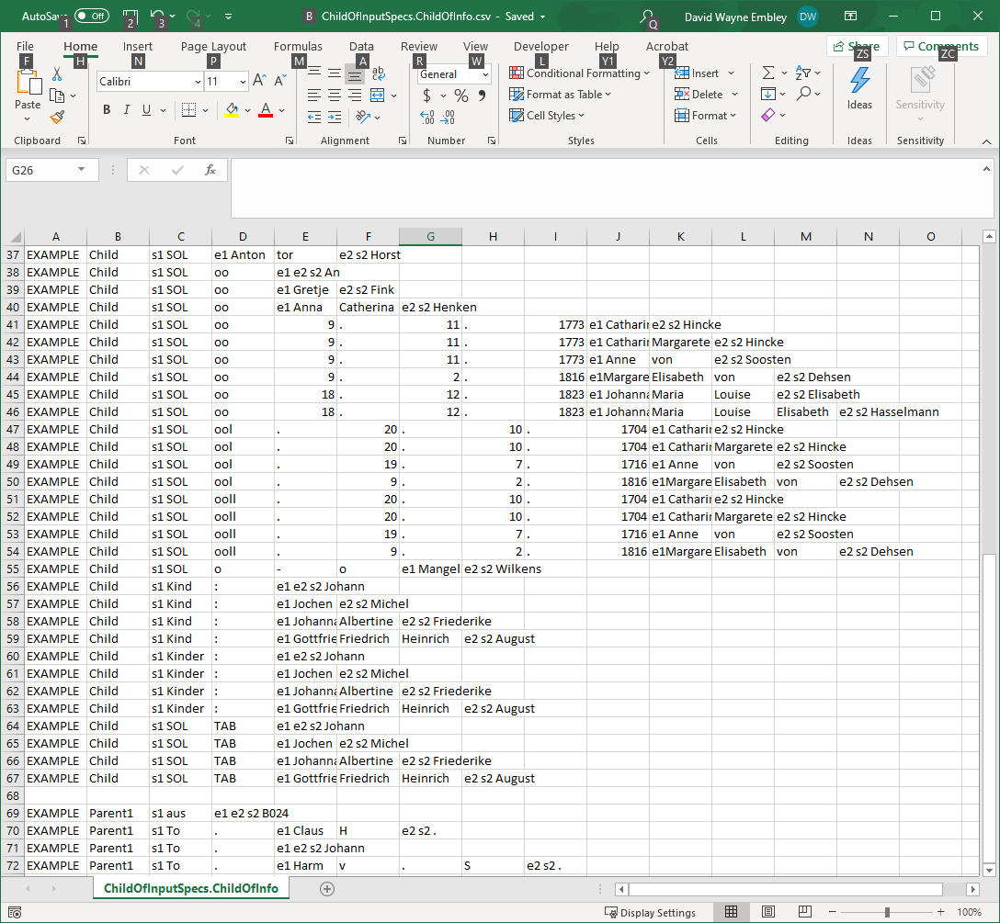 AutoSave Off B ChildOfInputSpecs.ChildOfInfo.csv - Saved David Wayne Embley DW
1 2 3 4 Q
File Home Insert Page Layout Formulas Data Review View Developer Help Acrobat Share Comments
F H N P M A R W L Y1 Y2 ZS ZC
Paste Calibri 11 A A ab General Conditional Formatting Insert
B I U A $ % , Format as Table Delete Ideas Sensitivity
Cell Styles Format
Clipboard Font Alignment Number Styles Cells Editing Ideas Sensitivity
G26 fx
A B C D E F G H I J K L M N O
37 EXAMPLE Child s1 SOL e1 Anton tor e2 s2 Horst
38 EXAMPLE Child s1 SOL oo e1 e2 s2 An
39 EXAMPLE Child s1 SOL oo e1 Gretje e2 s2 Fink
40 EXAMPLE Child s1 SOL oo e1 Anna Catherina e2 s2 Henken
41 EXAMPLE Child s1 SOL oo 9 . 11 . 1773 e1 Catharin e2 s2 Hincke
42 EXAMPLE Child s1 SOL oo 9 . 11 . 1773 e1 Catharin Margarete e2 s2 Hincke
43 EXAMPLE Child s1 SOL oo 9 . 11 . 1773 e1 Anne von e2 s2 Soosten
44 EXAMPLE Child s1 SOL oo 9 . 2 . 1816 e1Margare Elisabeth von e2 s2 Dehsen
45 EXAMPLE Child s1 SOL oo 18 . 12 . 1823 e1 Johanna Maria Louise e2 s2 Elisabeth
46 EXAMPLE Child s1 SOL oo 18 . 12 . 1823 e1 Johanna Maria Louise Elisabeth e2 s2 Hasselmann
47 EXAMPLE Child s1 SOL ool . 20 . 10 . 1704 e1 Catharin e2 s2 Hincke
48 EXAMPLE Child s1 SOL ool . 20 . 10 . 1704 e1 Catharin Margarete e2 s2 Hincke
49 EXAMPLE Child s1 SOL ool . 19 . 7 . 1716 e1 Anne von e2 s2 Soosten
50 EXAMPLE Child s1 SOL ool . 9 . 2 . 1816 e1Margare Elisabeth von e2 s2 Dehsen
51 EXAMPLE Child s1 SOL ooll . 20 . 10 . 1704 e1 Catharin e2 s2 Hincke
52 EXAMPLE Child s1 SOL ooll . 20 . 10 . 1704 e1 Catharin Margarete e2 s2 Hincke
53 EXAMPLE Child s1 SOL ooll . 19 . 7 . 1716 e1 Anne von e2 s2 Soosten
54 EXAMPLE Child s1 SOL ooll . 9 . 2 . 1816 e1Margare Elisabeth von e2 s2 Dehsen
55 EXAMPLE Child s1 SOL o - o e1 Mangel e2 s2 Wilkens
56 EXAMPLE Child s1 Kind : e1 e2 s2 Johann
57 EXAMPLE Child s1 Kind : e1 Jochen e2 s2 Michel
58 EXAMPLE Child s1 Kind : e1 Johanna Albertine e2 s2 Friederike
59 EXAMPLE Child s1 Kind : e1 Gottfrie Friedrich Heinrich e2 s2 August
60 EXAMPLE Child s1 Kinder : e1 e2 s2 Johann
61 EXAMPLE Child s1 Kinder : e1 Jochen e2 s2 Michel
62 EXAMPLE Child s1 Kinder : e1 Johanna Albertine e2 s2 Friederike
63 EXAMPLE Child s1 Kinder : e1 Gottfrie Friedrich Heinrich e2 s2 August
64 EXAMPLE Child s1 SOL TAB e1 e2 s2 Johann
65 EXAMPLE Child s1 SOL TAB e1 Jochen e2 s2 Michel
66 EXAMPLE Child s1 SOL TAB e1 Johanna Albertine e2 s2 Friederike
67 EXAMPLE Child s1 SOL TAB e1 Gottfrie Friedrich Heinrich e2 s2 August
68
69 EXAMPLE Parent1 s1 aus e1 e2 s2 B024
70 EXAMPLE Parent1 s1 To . e1 Claus H e2 s2 .
71 EXAMPLE Parent1 s1 To . e1 e2 s2 Johann
72 EXAMPLE Parent1 s1 To . e1 Harm v . S e2 s2 .
ChildOfInputSpecs.ChildOfInfo
Display Settings 100%